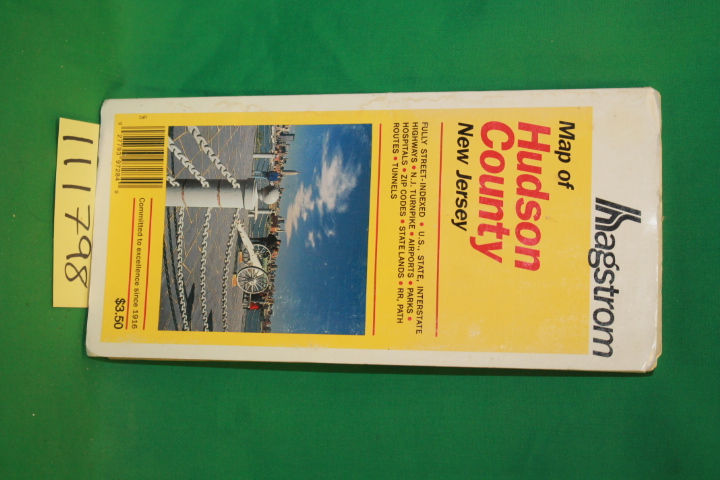 hagstrom
Map of
Hudson
County
New Jersey
FULLY STREET-INDEXED • U.S., STATE, INTERSTATE
HIGHWAYS • N.J. TURNPIKE • AIRPORTS • PARKS •
HOSPITALS • ZIP CODES • STATE LANDS • RR, PATH
ROUTES • TUNNELS
Committed to excellence since 1916
$3.50
111798